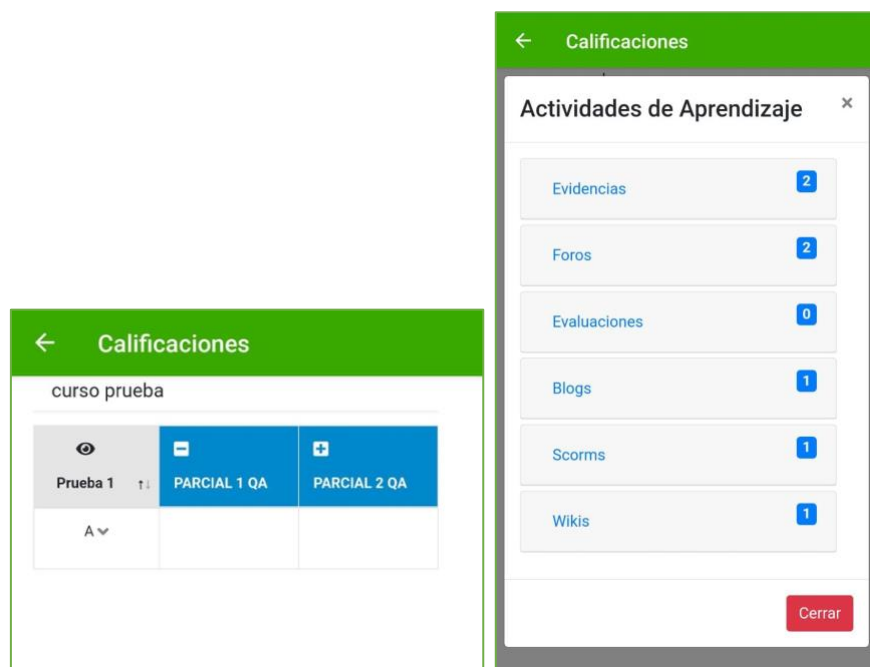 Calificaciones
curso prueba
Prueba 1
PARCIAL 1 QA
PARCIAL 2 QA
A
Calificaciones
Actividades de Aprendizaje ×
Evidencias 2
Foros 2
Evaluaciones 0
Blogs 1
Scorms 1
Wikis 1
Cerrar